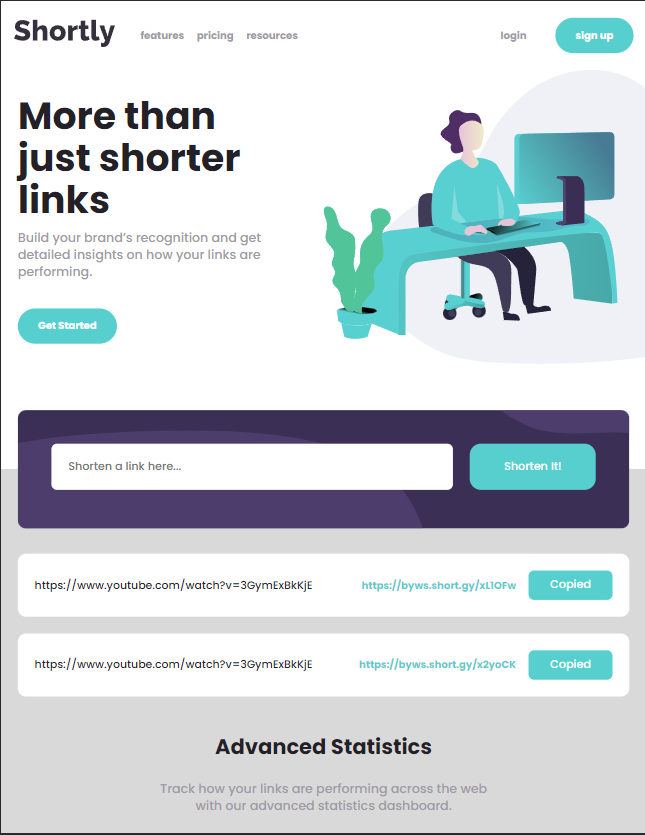 Shortly features pricing resources login sign up
More than
just shorter
links
Build your brand’s recognition and get
detailed insights on how your links are
performing.
Get Started
Shorten a link here...
Shorten It!
https://www.youtube.com/watch?v=3GymExBkKjE https://byws.short.gy/xL1OFw Copied
https://www.youtube.com/watch?v=3GymExBkKjE https://byws.short.gy/x2yoCK Copied
Advanced Statistics
Track how your links are performing across the web
with our advanced statistics dashboard.